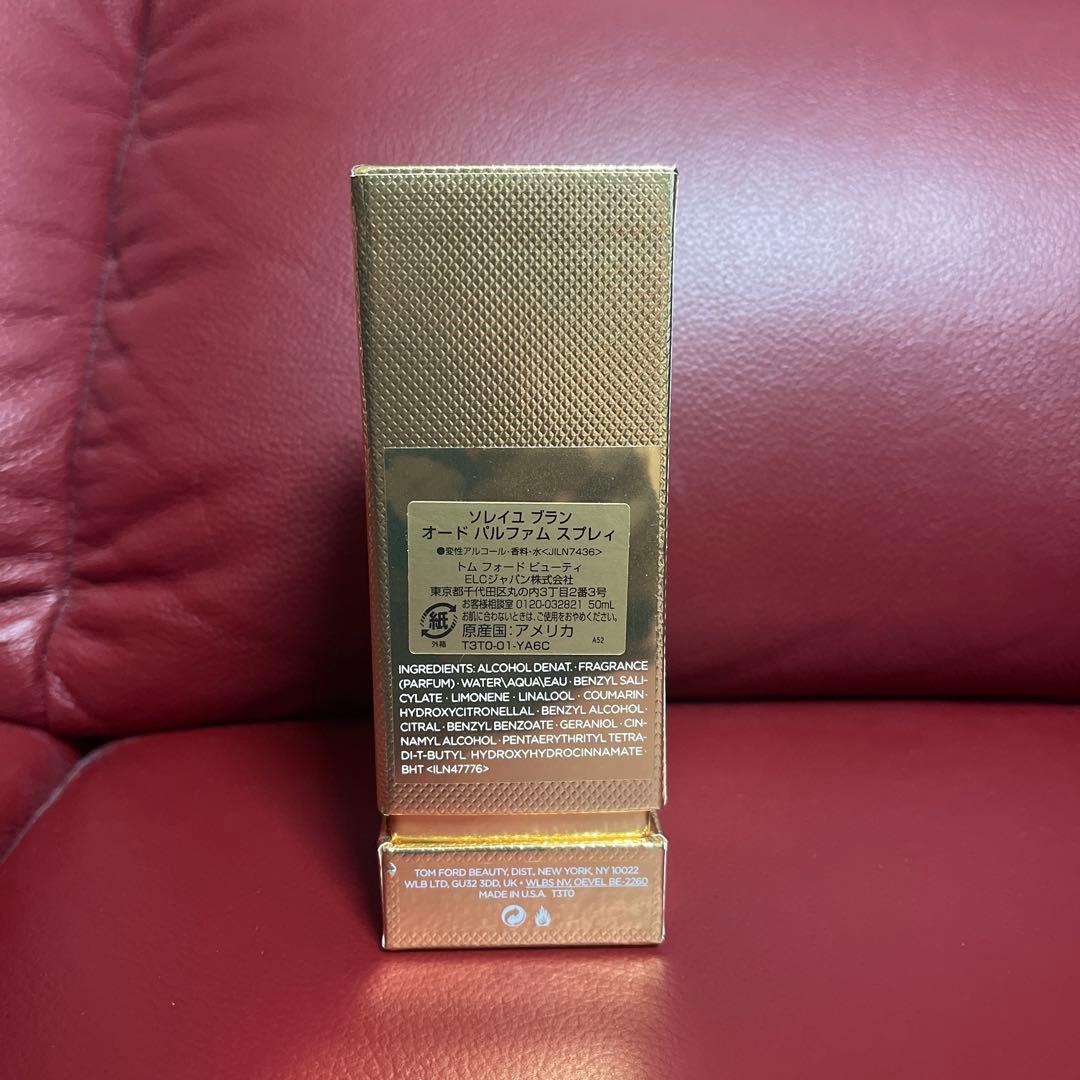 ソレイユ ブラン
オード パルファム スプレィ
●変性アルコール・香料・水<JILN7436>
トム フォード ビューティ
ELCジャパン株式会社
東京都千代田区丸の内3丁目2番3号
お客様相談室 0120-032821 50mL
お肌に合わないときは、ご使用をおやめください。
紙
外箱
原産国：アメリカ
T3T0-01-YA6C
A52
INGREDIENTS: ALCOHOL DENAT. · FRAGRANCE
(PARFUM) · WATER\AQUA\EAU · BENZYL SALI-
CYLATE · LIMONENE · LINALOOL · COUMARIN ·
HYDROXYCITRONELLAL · BENZYL ALCOHOL ·
CITRAL · BENZYL BENZOATE · GERANIOL · CIN-
NAMYL ALCOHOL · PENTAERYTHRITYL TETRA-
DI-T-BUTYL HYDROXYHYDROCINNAMATE ·
BHT <ILN47776>
TOM FORD BEAUTY, DIST., NEW YORK, NY 10022
WLB LTD, GU32 3DD, UK • WLBS NV, OEVEL BE-2260
MADE IN U.S.A. T3T0